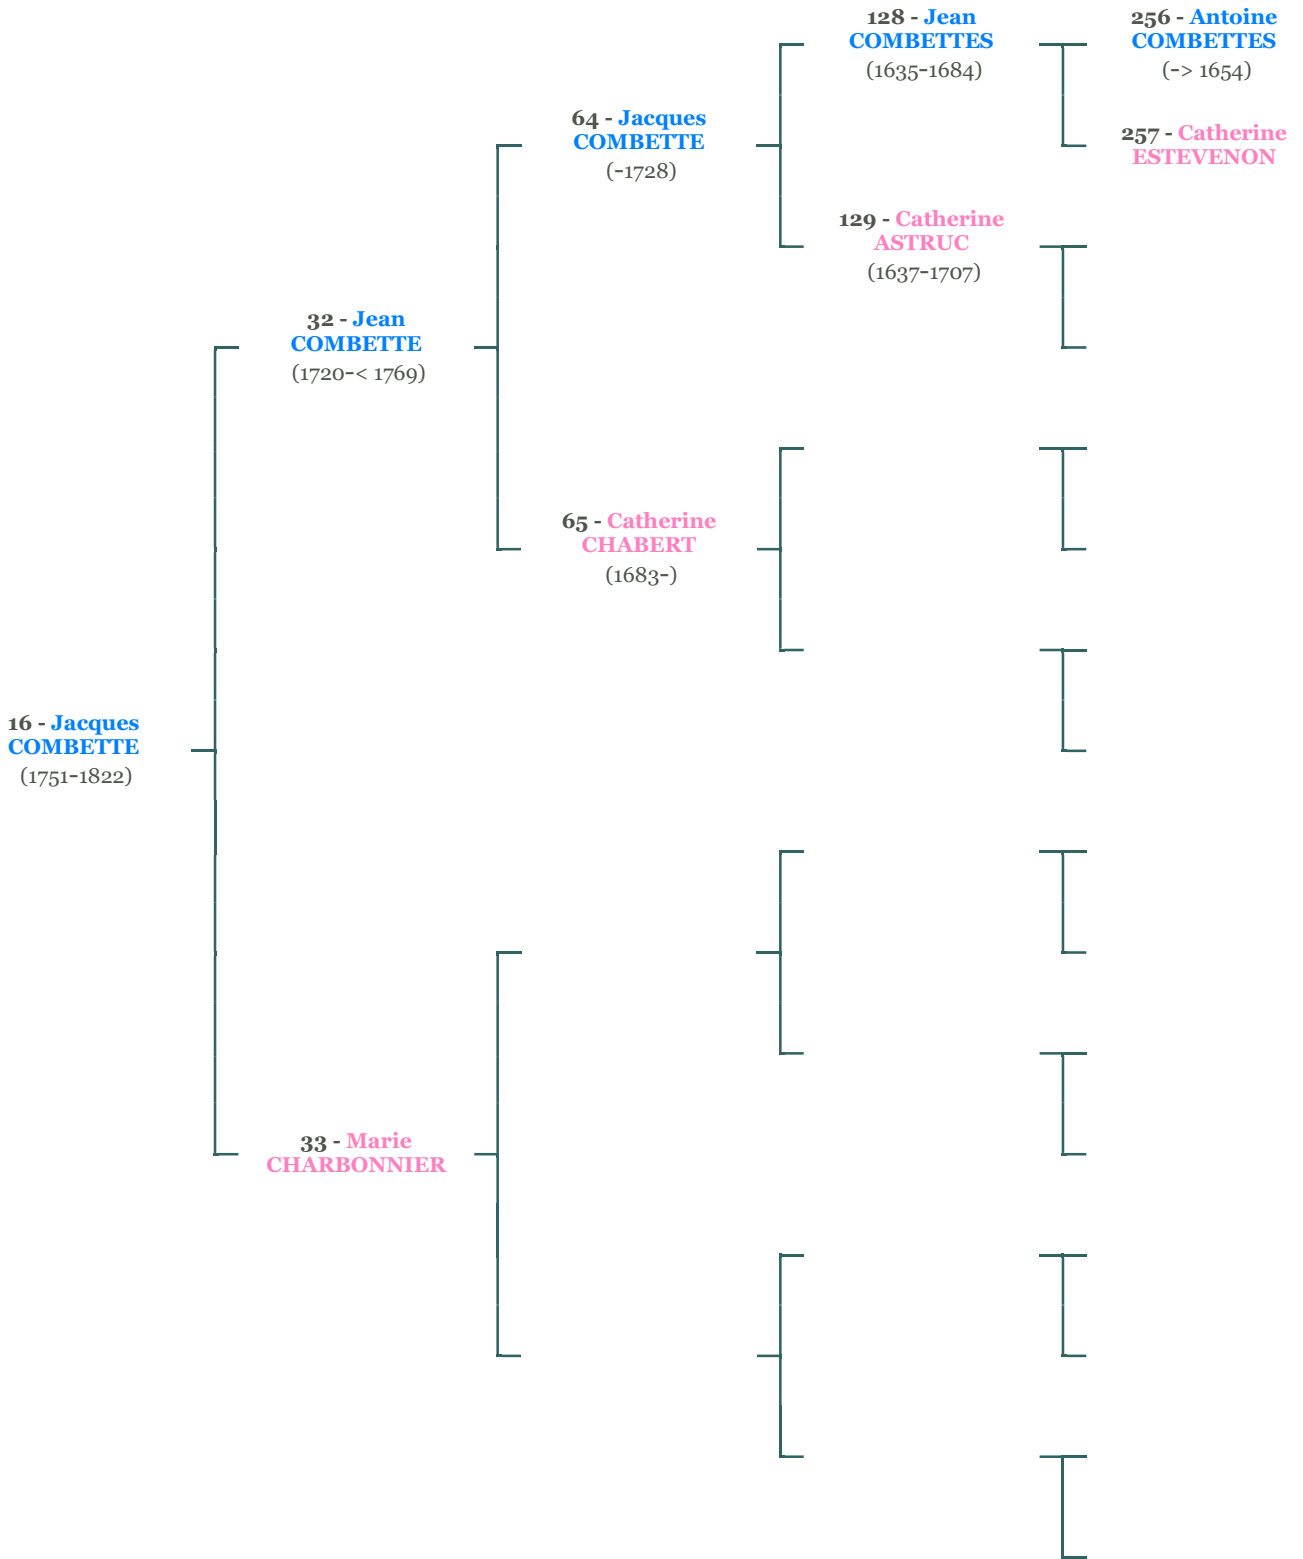 128 - Jean
COMBETTES
(1635-1684)
256 - Antoine
COMBETTES
(-> 1654)
64 - Jacques
COMBETTE
(-1728)
257 - Catherine
ESTEVENON
129 - Catherine
ASTRUC
(1637-1707)
32 - Jean
COMBETTE
(1720-< 1769)
65 - Catherine
CHABERT
(1683-)
16 - Jacques
COMBETTE
(1751-1822)
33 - Marie
CHARBONNIER